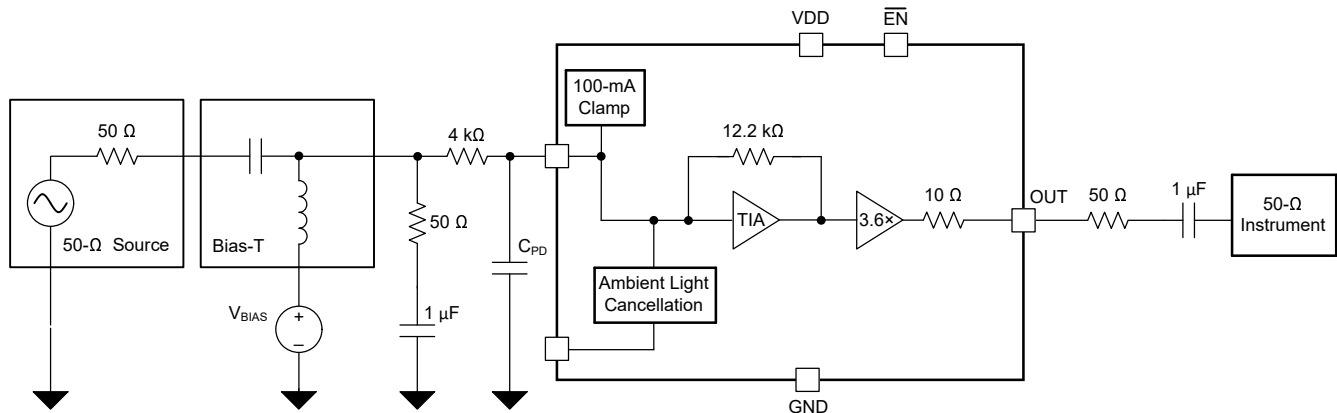 VDD
EN
100-mA
Clamp
50 Ω
4 kΩ
12.2 kΩ
50-Ω Source
Bias-T
50 Ω
CPD
TIA
3.6×
10 Ω
OUT
50 Ω
1 µF
50-Ω
Instrument
Ambient Light
Cancellation
VBIAS
+
–
1 µF
GND